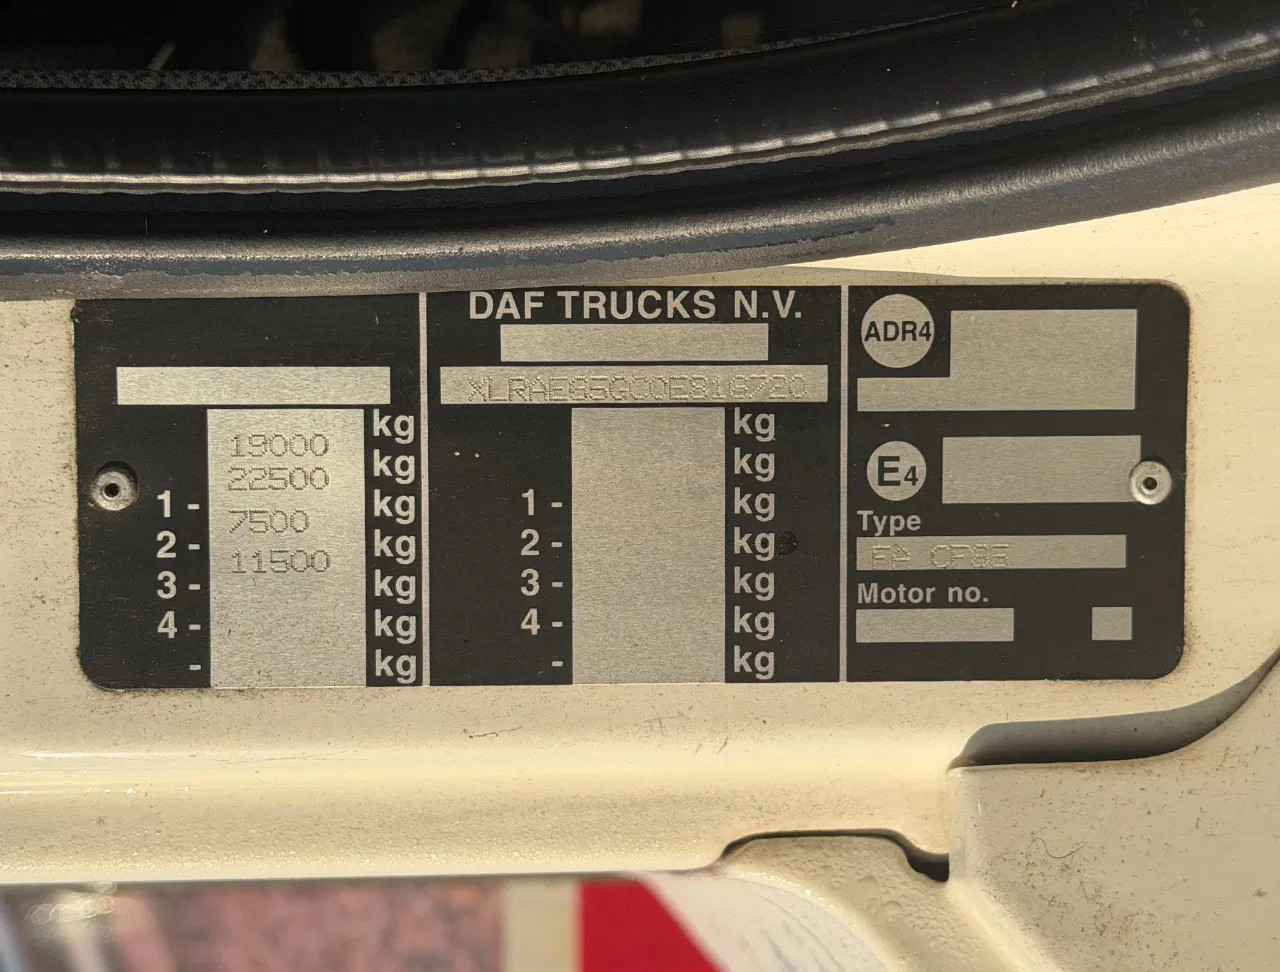 19000 kg
22500 kg
1 - 7500 kg
2 - 11500 kg
3 - kg
4 - kg
- kg
DAF TRUCKS N.V.
XLRAE85GC0E818720
kg
kg
1 - kg
2 - kg
3 - kg
4 - kg
- kg
ADR4
E4
Type
FA CF85
Motor no.